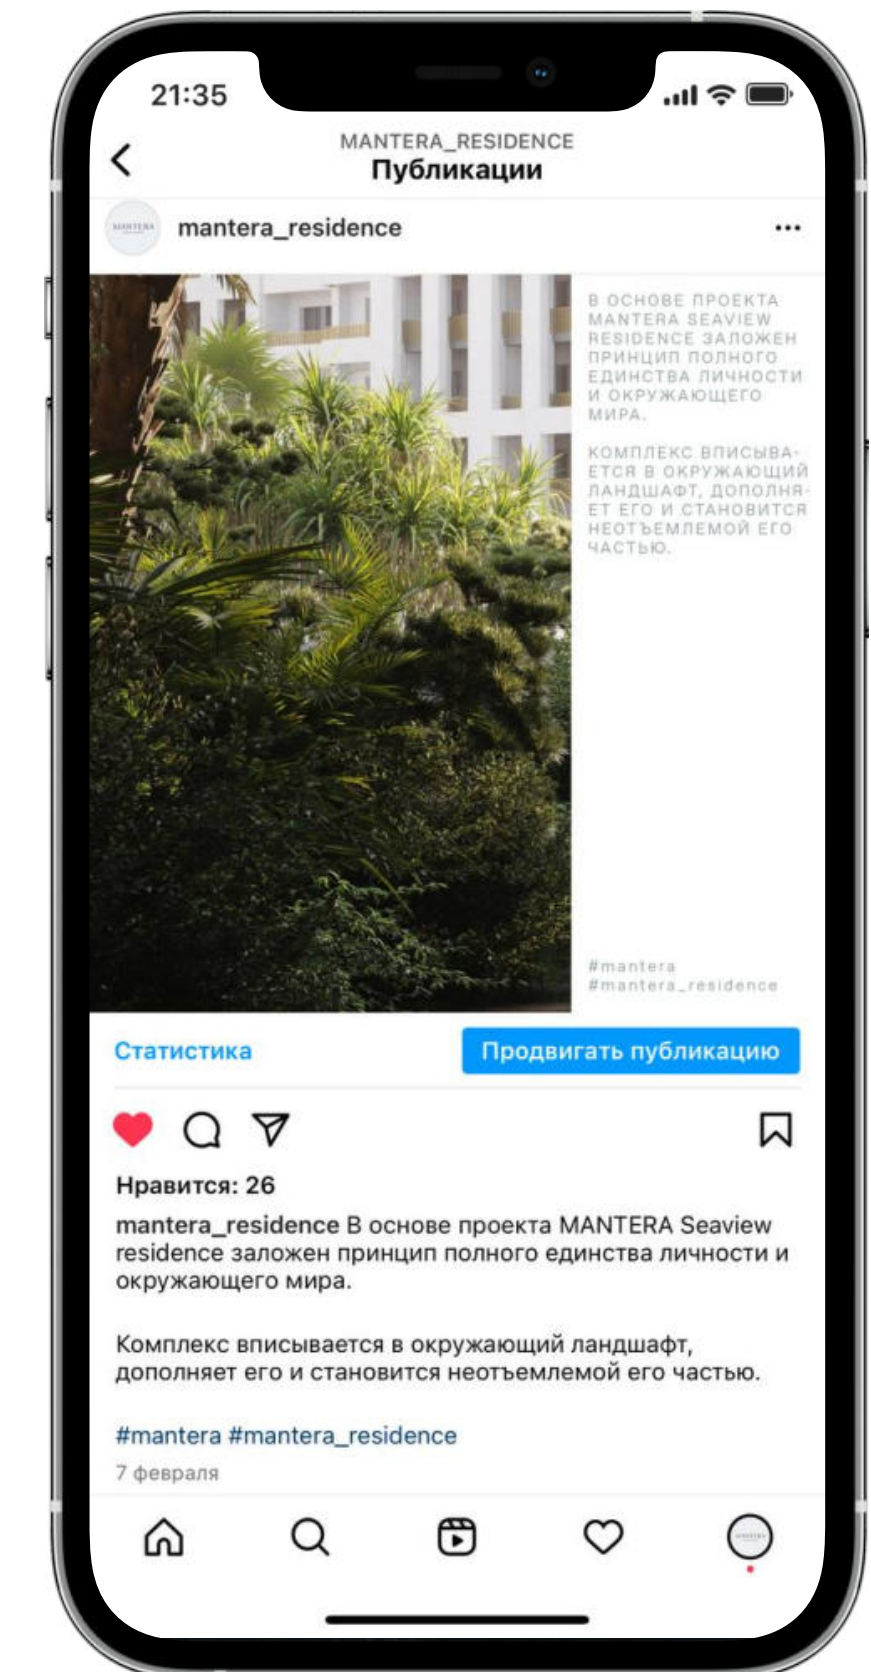 21:35
MANTERA_RESIDENCE
Публикации
MANTERA
mantera_residence
В ОСНОВЕ ПРОЕКТА
MANTERA SEAVIEW
RESIDENCE ЗАЛОЖЕН
ПРИНЦИП ПОЛНОГО
ЕДИНСТВА ЛИЧНОСТИ
И ОКРУЖАЮЩЕГО
МИРА.
КОМПЛЕКС ВПИСЫВА-
ЕТСЯ В ОКРУЖАЮЩИЙ
ЛАНДШАФТ, ДОПОЛНЯ-
ЕТ ЕГО И СТАНОВИТСЯ
НЕОТЪЕМЛЕМОЙ ЕГО
ЧАСТЬЮ.
#mantera
#mantera_residence
Статистика
Продвигать публикацию
Нравится: 26
mantera_residence В основе проекта MANTERA Seaview
residence заложен принцип полного единства личности и
окружающего мира.
Комплекс вписывается в окружающий ландшафт,
дополняет его и становится неотъемлемой его частью.
#mantera #mantera_residence
7 февраля